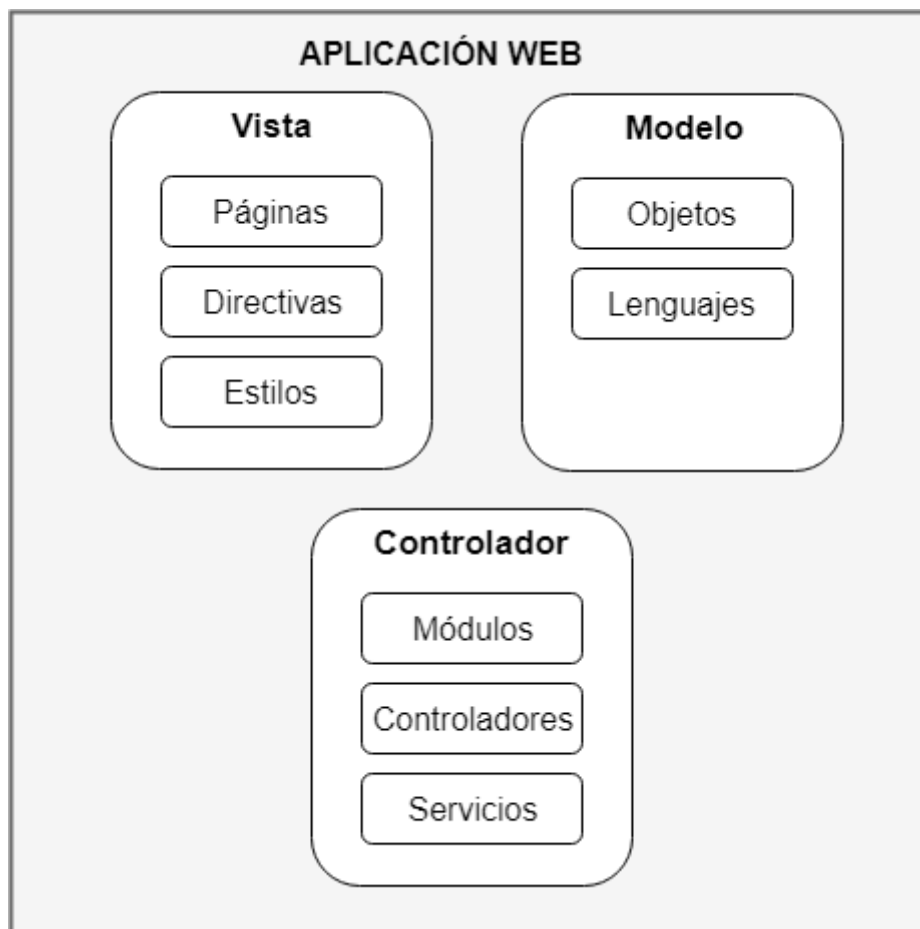 APLICACIÓN WEB
Vista
Páginas
Directivas
Estilos
Modelo
Objetos
Lenguajes
Controlador
Módulos
Controladores
Servicios